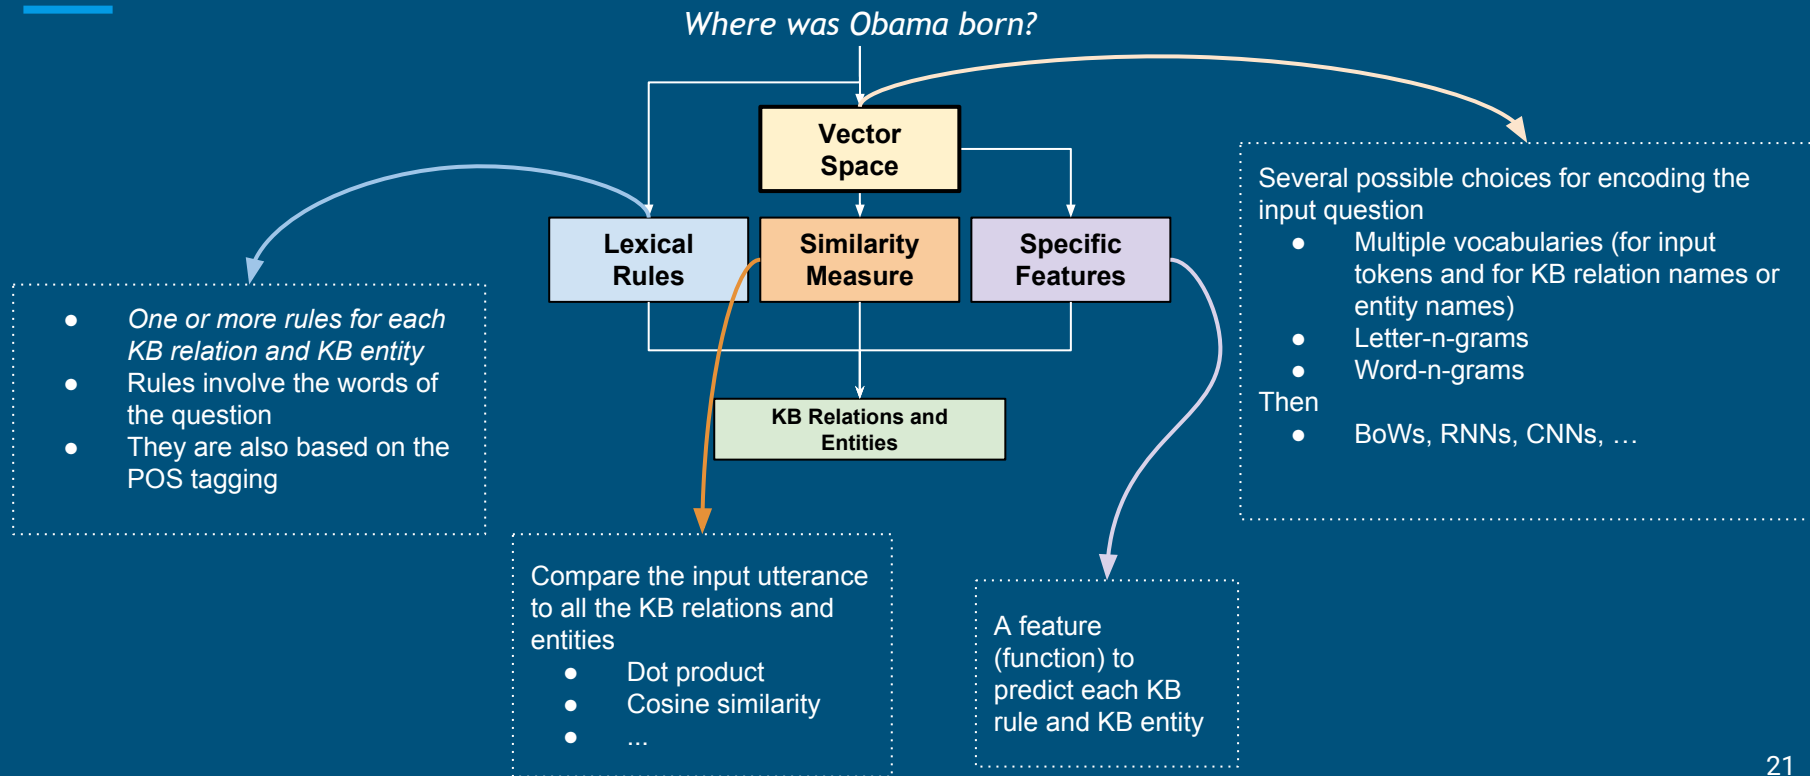 Where was Obama born?
Vector
Space
Lexical
Rules
Similarity
Measure
Specific
Features
KB Relations and
Entities
● One or more rules for each
KB relation and KB entity
● Rules involve the words of
the question
● They are also based on the
POS tagging
Compare the input utterance
to all the KB relations and
entities
● Dot product
● Cosine similarity
● ...
A feature
(function) to
predict each KB
rule and KB entity
Several possible choices for encoding the
input question
● Multiple vocabularies (for input
tokens and for KB relation names or
entity names)
● Letter-n-grams
● Word-n-grams
Then
● BoWs, RNNs, CNNs, …
21